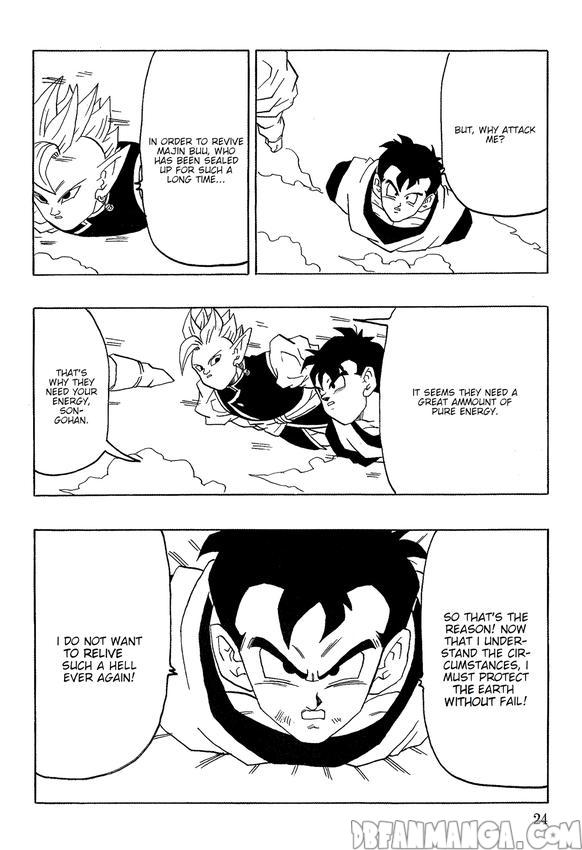 BUT, WHY ATTACK
ME?
IN ORDER TO REVIVE
MAJIN BUU, WHO
HAS BEEN SEALED
UP FOR SUCH A
LONG TIME...
®
IT SEEMS THEY NEED A
GREAT AMMOUNT OF
PURE ENERGY.
THAT'S
WHY THEY
NEED YOUR
ENERGY,
SON-
GOHAN.
SO THAT'S THE
REASON! NOW
THAT I UNDER-
STAND THE CIR-
CUMSTANCES, I
MUST PROTECT
THE EARTH
WITHOUT FAIL!
I DO NOT WANT
TO RELIVE
SUCH A HELL
EVER AGAIN!
24
DBFANMANGA.COM